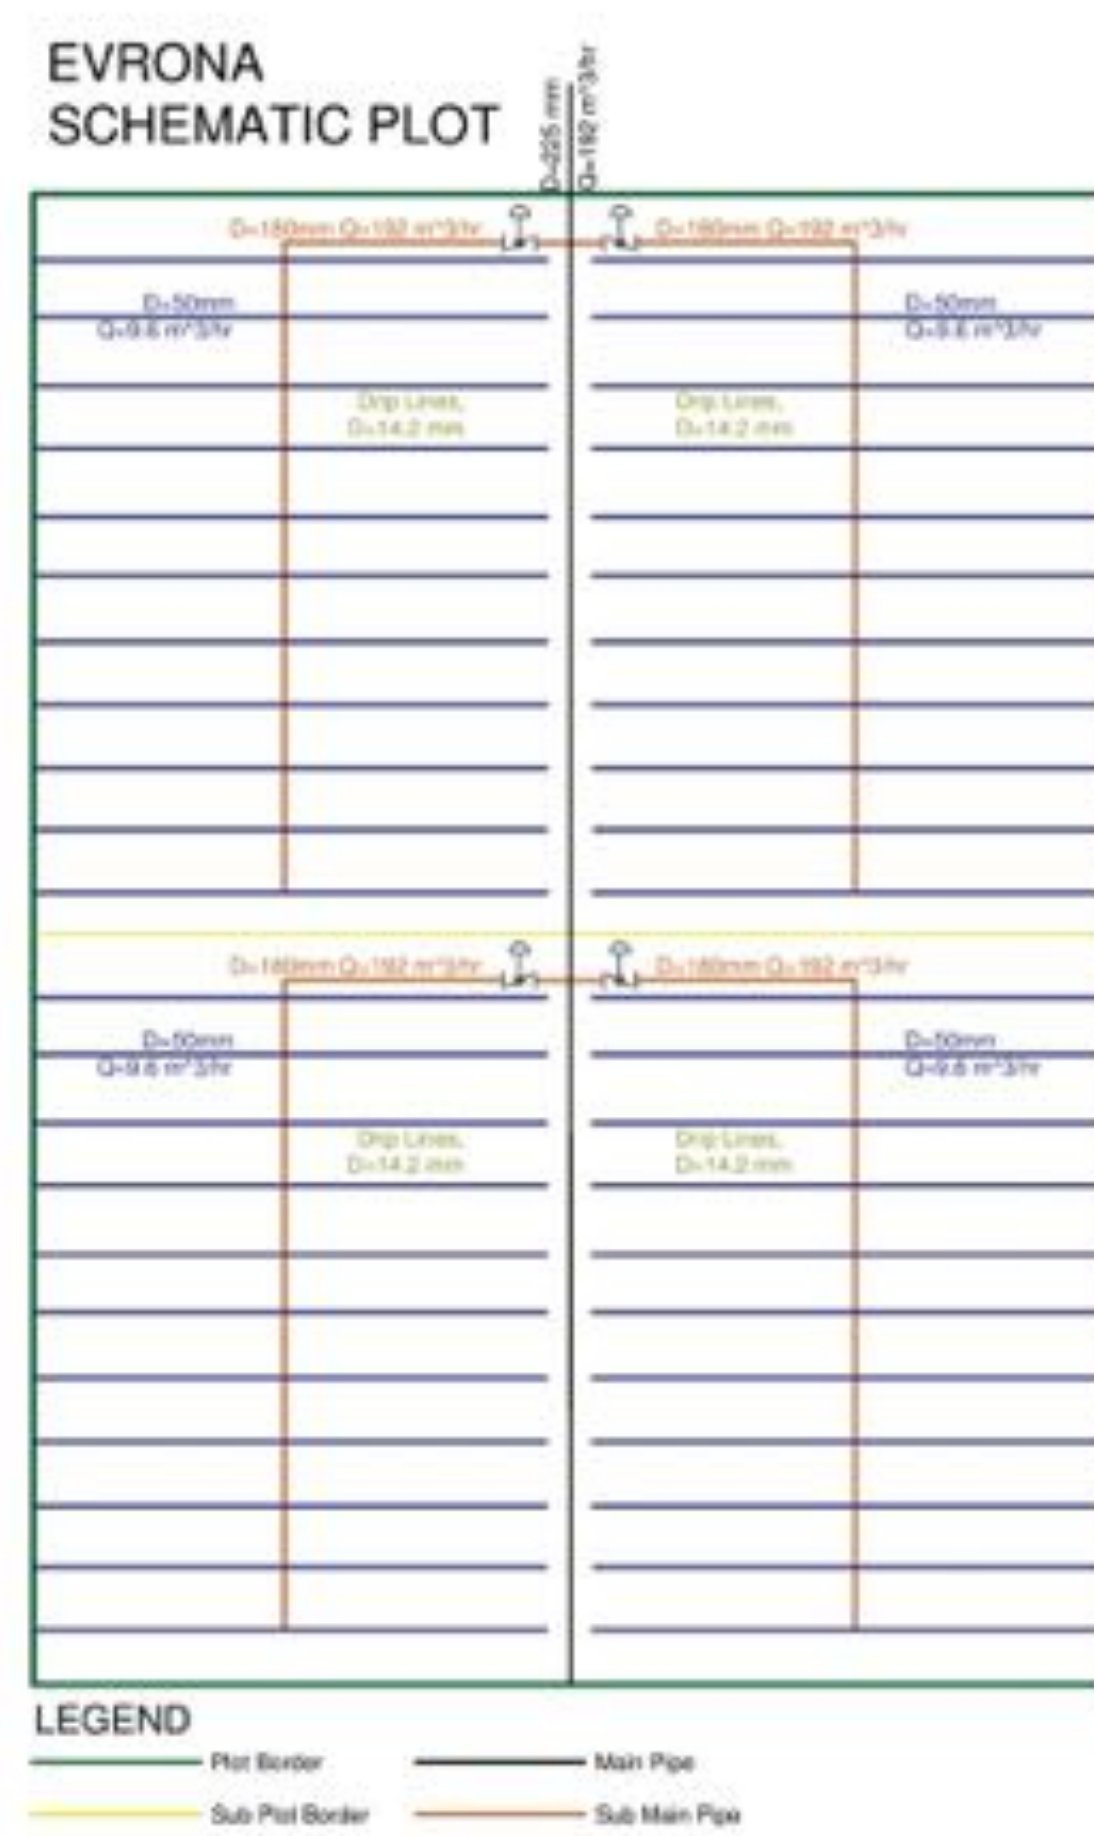 EVRONA
SCHEMATIC PLOT
D=225 mm
Q=192 m^3/hr
D=180mm Q=192 m^3/hr
D=180mm Q=192 m^3/hr
D=50mm
Q=9.6 m^3/hr
D=50mm
Q=9.6 m^3/hr
Drip Lines,
D=14.2 mm
Drip Lines,
D=14.2 mm
D=180mm Q=192 m^3/hr
D=180mm Q=192 m^3/hr
D=50mm
Q=9.6 m^3/hr
D=50mm
Q=9.6 m^3/hr
Drip Lines,
D=14.2 mm
Drip Lines,
D=14.2 mm
LEGEND
Plot Border
Main Pipe
Sub Plot Border
Sub Main Pipe